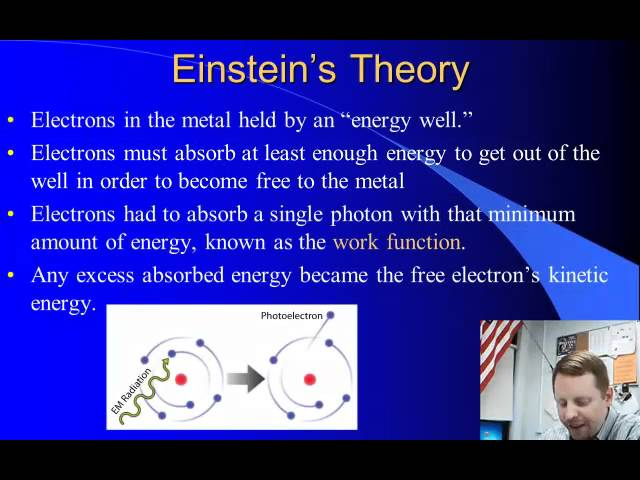 Einstein’s Theory
• Electrons in the metal held by an “energy well.”
• Electrons must absorb at least enough energy to get out of the
well in order to become free to the metal
• Electrons had to absorb a single photon with that minimum
amount of energy, known as the work function.
• Any excess absorbed energy became the free electron’s kinetic
energy.
Photoelectron
EM Radiation